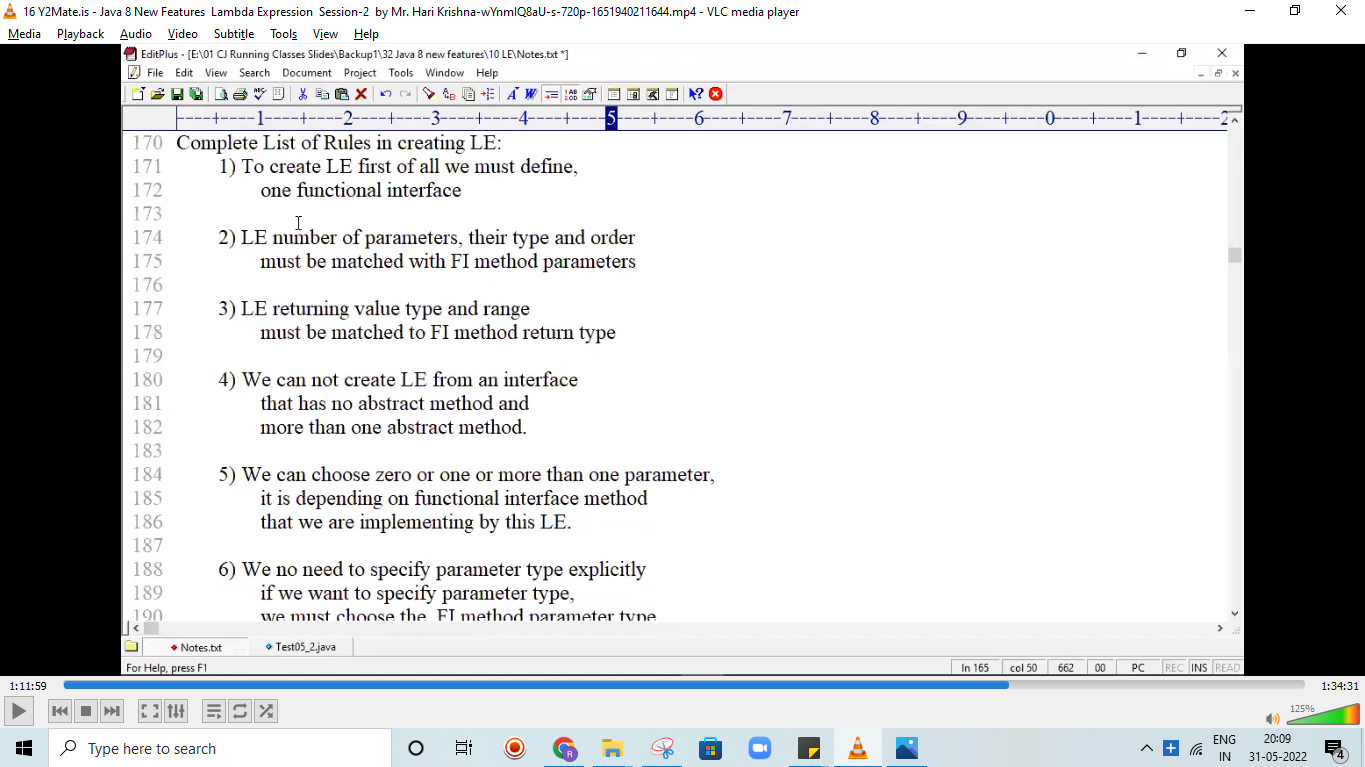 16 Y2Mate.is - Java 8 New Features Lambda Expression Session-2 by Mr. Hari Krishna-wYnmIQ8aU-s-720p-1651940211644.mp4 - VLC media player
Media Playback Audio Video Subtitle Tools View Help
EditPlus - [E:\01 CJ Running Classes Slides\Backup1\32 Java 8 new features\10 LE\Notes.txt *]
File Edit View Search Document Project Tools Window Help
----+----1----+----2----+----3----+----4----+----5----+----6----+----7----+----8----+----9----+----0----+----1----+----2
170 Complete List of Rules in creating LE:
171 1) To create LE first of all we must define,
172 one functional interface
173
174 2) LE number of parameters, their type and order
175 must be matched with FI method parameters
176
177 3) LE returning value type and range
178 must be matched to FI method return type
179
180 4) We can not create LE from an interface
181 that has no abstract method and
182 more than one abstract method.
183
184 5) We can choose zero or one or more than one parameter,
185 it is depending on functional interface method
186 that we are implementing by this LE.
187
188 6) We no need to specify parameter type explicitly
189 if we want to specify parameter type,
190 we must choose the FI method parameter type
Notes.txt Test05_2.java
For Help, press F1 ln 165 col 50 662 00 PC REC INS READ
1:11:59 1:34:31
125%
Type here to search
ENG 20:09
IN 31-05-2022 4